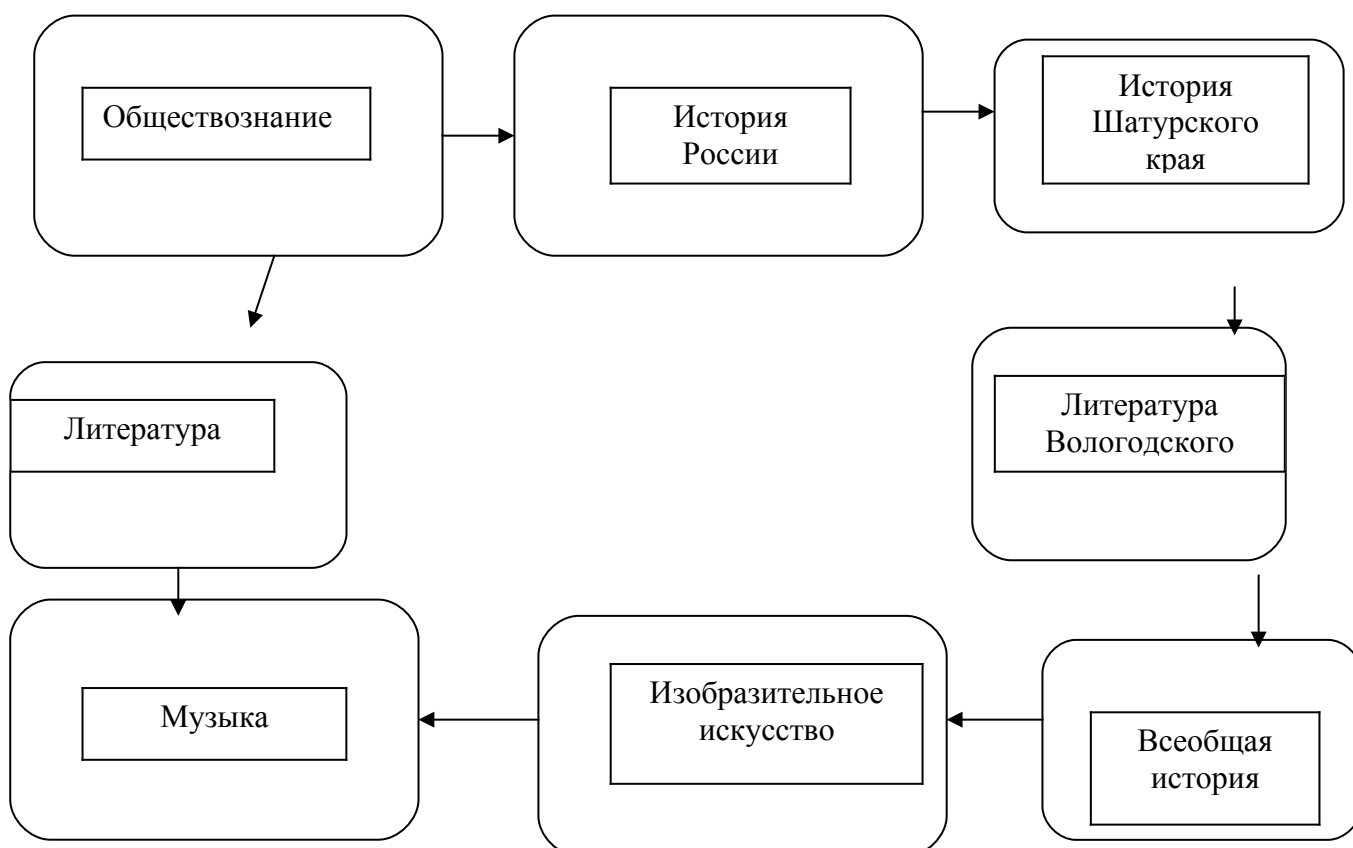 Обществознание
История
России
История
Шатурского
края
Литература
Литература
Вологодского
Музыка
Изобразительное
искусство
Всеобщая
история